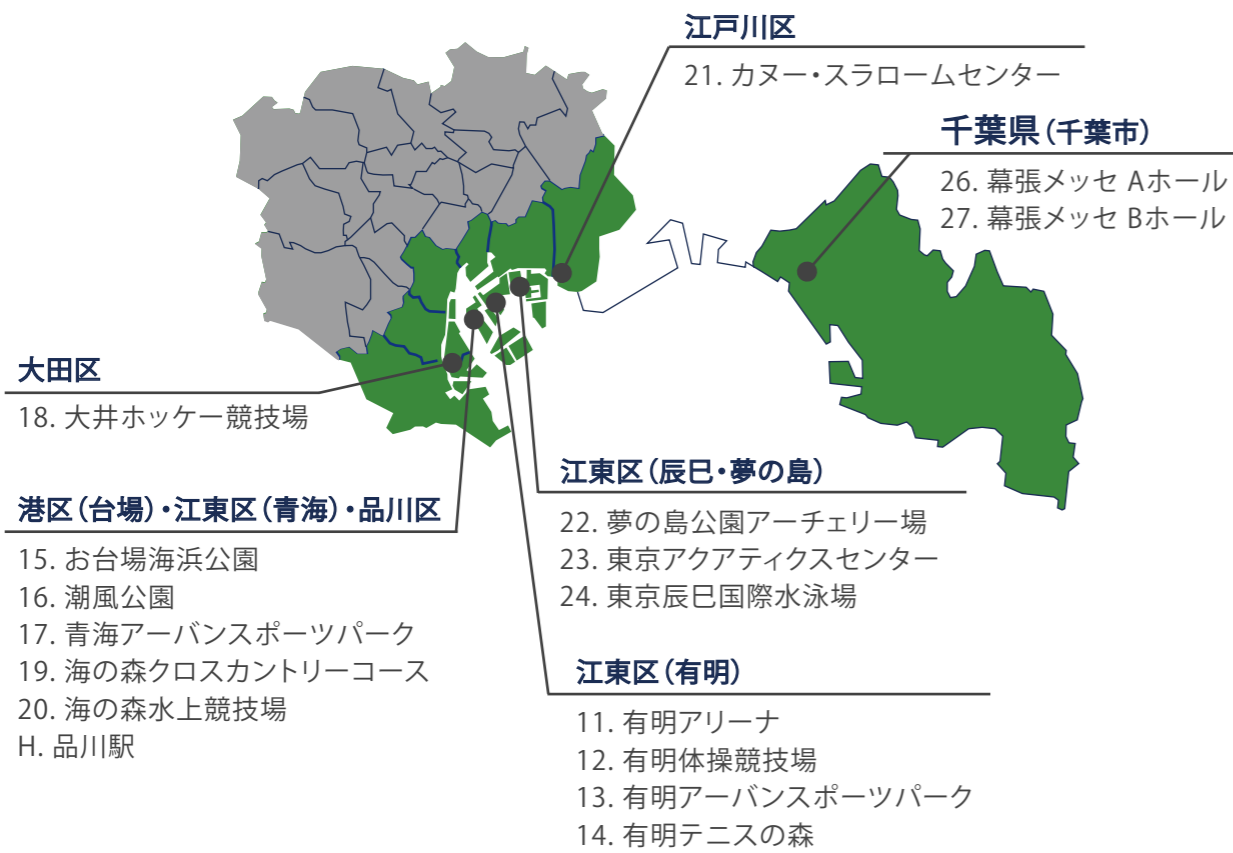 江戸川区
21. カヌー・スラロームセンター
千葉県(千葉市)
26. 幕張メッセ Aホール
27. 幕張メッセ Bホール
大田区
18. 大井ホッケー競技場
港区(台場)・江東区(青海)・品川区
15. お台場海浜公園
16. 潮風公園
17. 青海アーバンスポーツパーク
19. 海の森クロスカントリーコース
20. 海の森水上競技場
H. 品川駅
江東区(辰巳・夢の島)
22. 夢の島公園アーチェリー場
23. 東京アクアティクスセンター
24. 東京辰巳国際水泳場
江東区(有明)
11. 有明アリーナ
12. 有明体操競技場
13. 有明アーバンスポーツパーク
14. 有明テニスの森